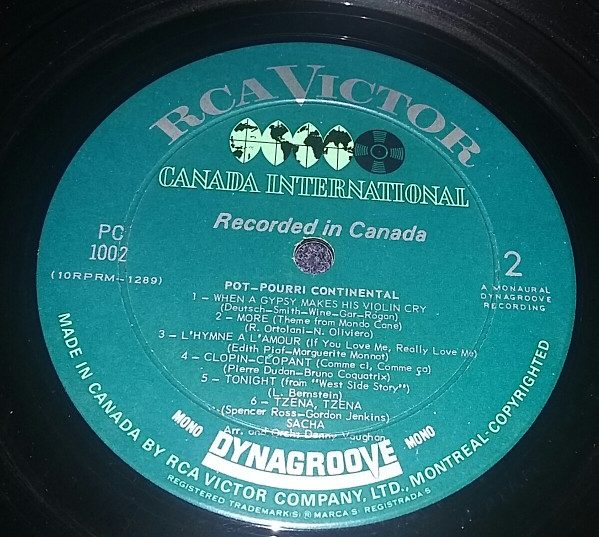 RCA VICTOR
CANADA INTERNATIONAL
Recorded in Canada
PC
1002
(10RPRM-1289)
2
A MONAURAL
DYNAGROOVE
RECORDING
POT-POURRI CONTINENTAL
1 - WHEN A GYPSY MAKES HIS VIOLIN CRY
(Deutsch-Smith-Wine-Gar-Rogan)
2 - MORE (Theme from Mondo Cane)
(R. Ortolani-N. Oliviero)
3 - L'HYMNE A L'AMOUR (If You Love Me, Really Love Me)
(Edith Piaf-Marguerite Monnot)
4 - CLOPIN-CLOPANT (Comme ci, Comme ça)
(Pierre Dudan-Bruno Coquatrix)
5 - TONIGHT (from "West Side Story")
(L. Bernstein)
6 - TZENA, TZENA
(Spencer Ross-Gordon Jenkins)
SACHA
Arr. and Orchs Denny Vaughan
MONO DYNAGROOVE MONO
MADE IN CANADA BY RCA VICTOR COMPANY, LTD., MONTREAL-COPYRIGHTED
REGISTERED TRADEMARKS ® MARCAS REGISTRADAS